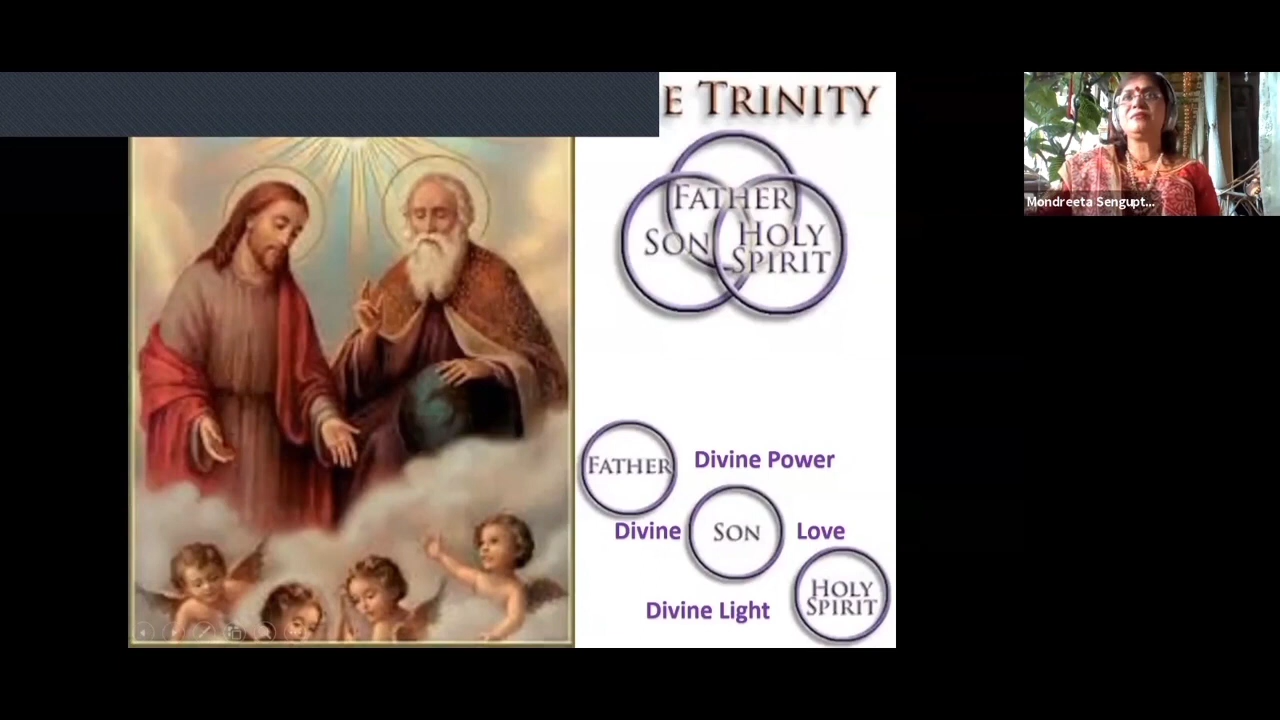 E TRINITY
FATHER
SON
HOLY
SPIRIT
FATHER
Divine Power
Divine
SON
Love
Divine Light
HOLY
SPIRIT
Mondreeta Sengupt...